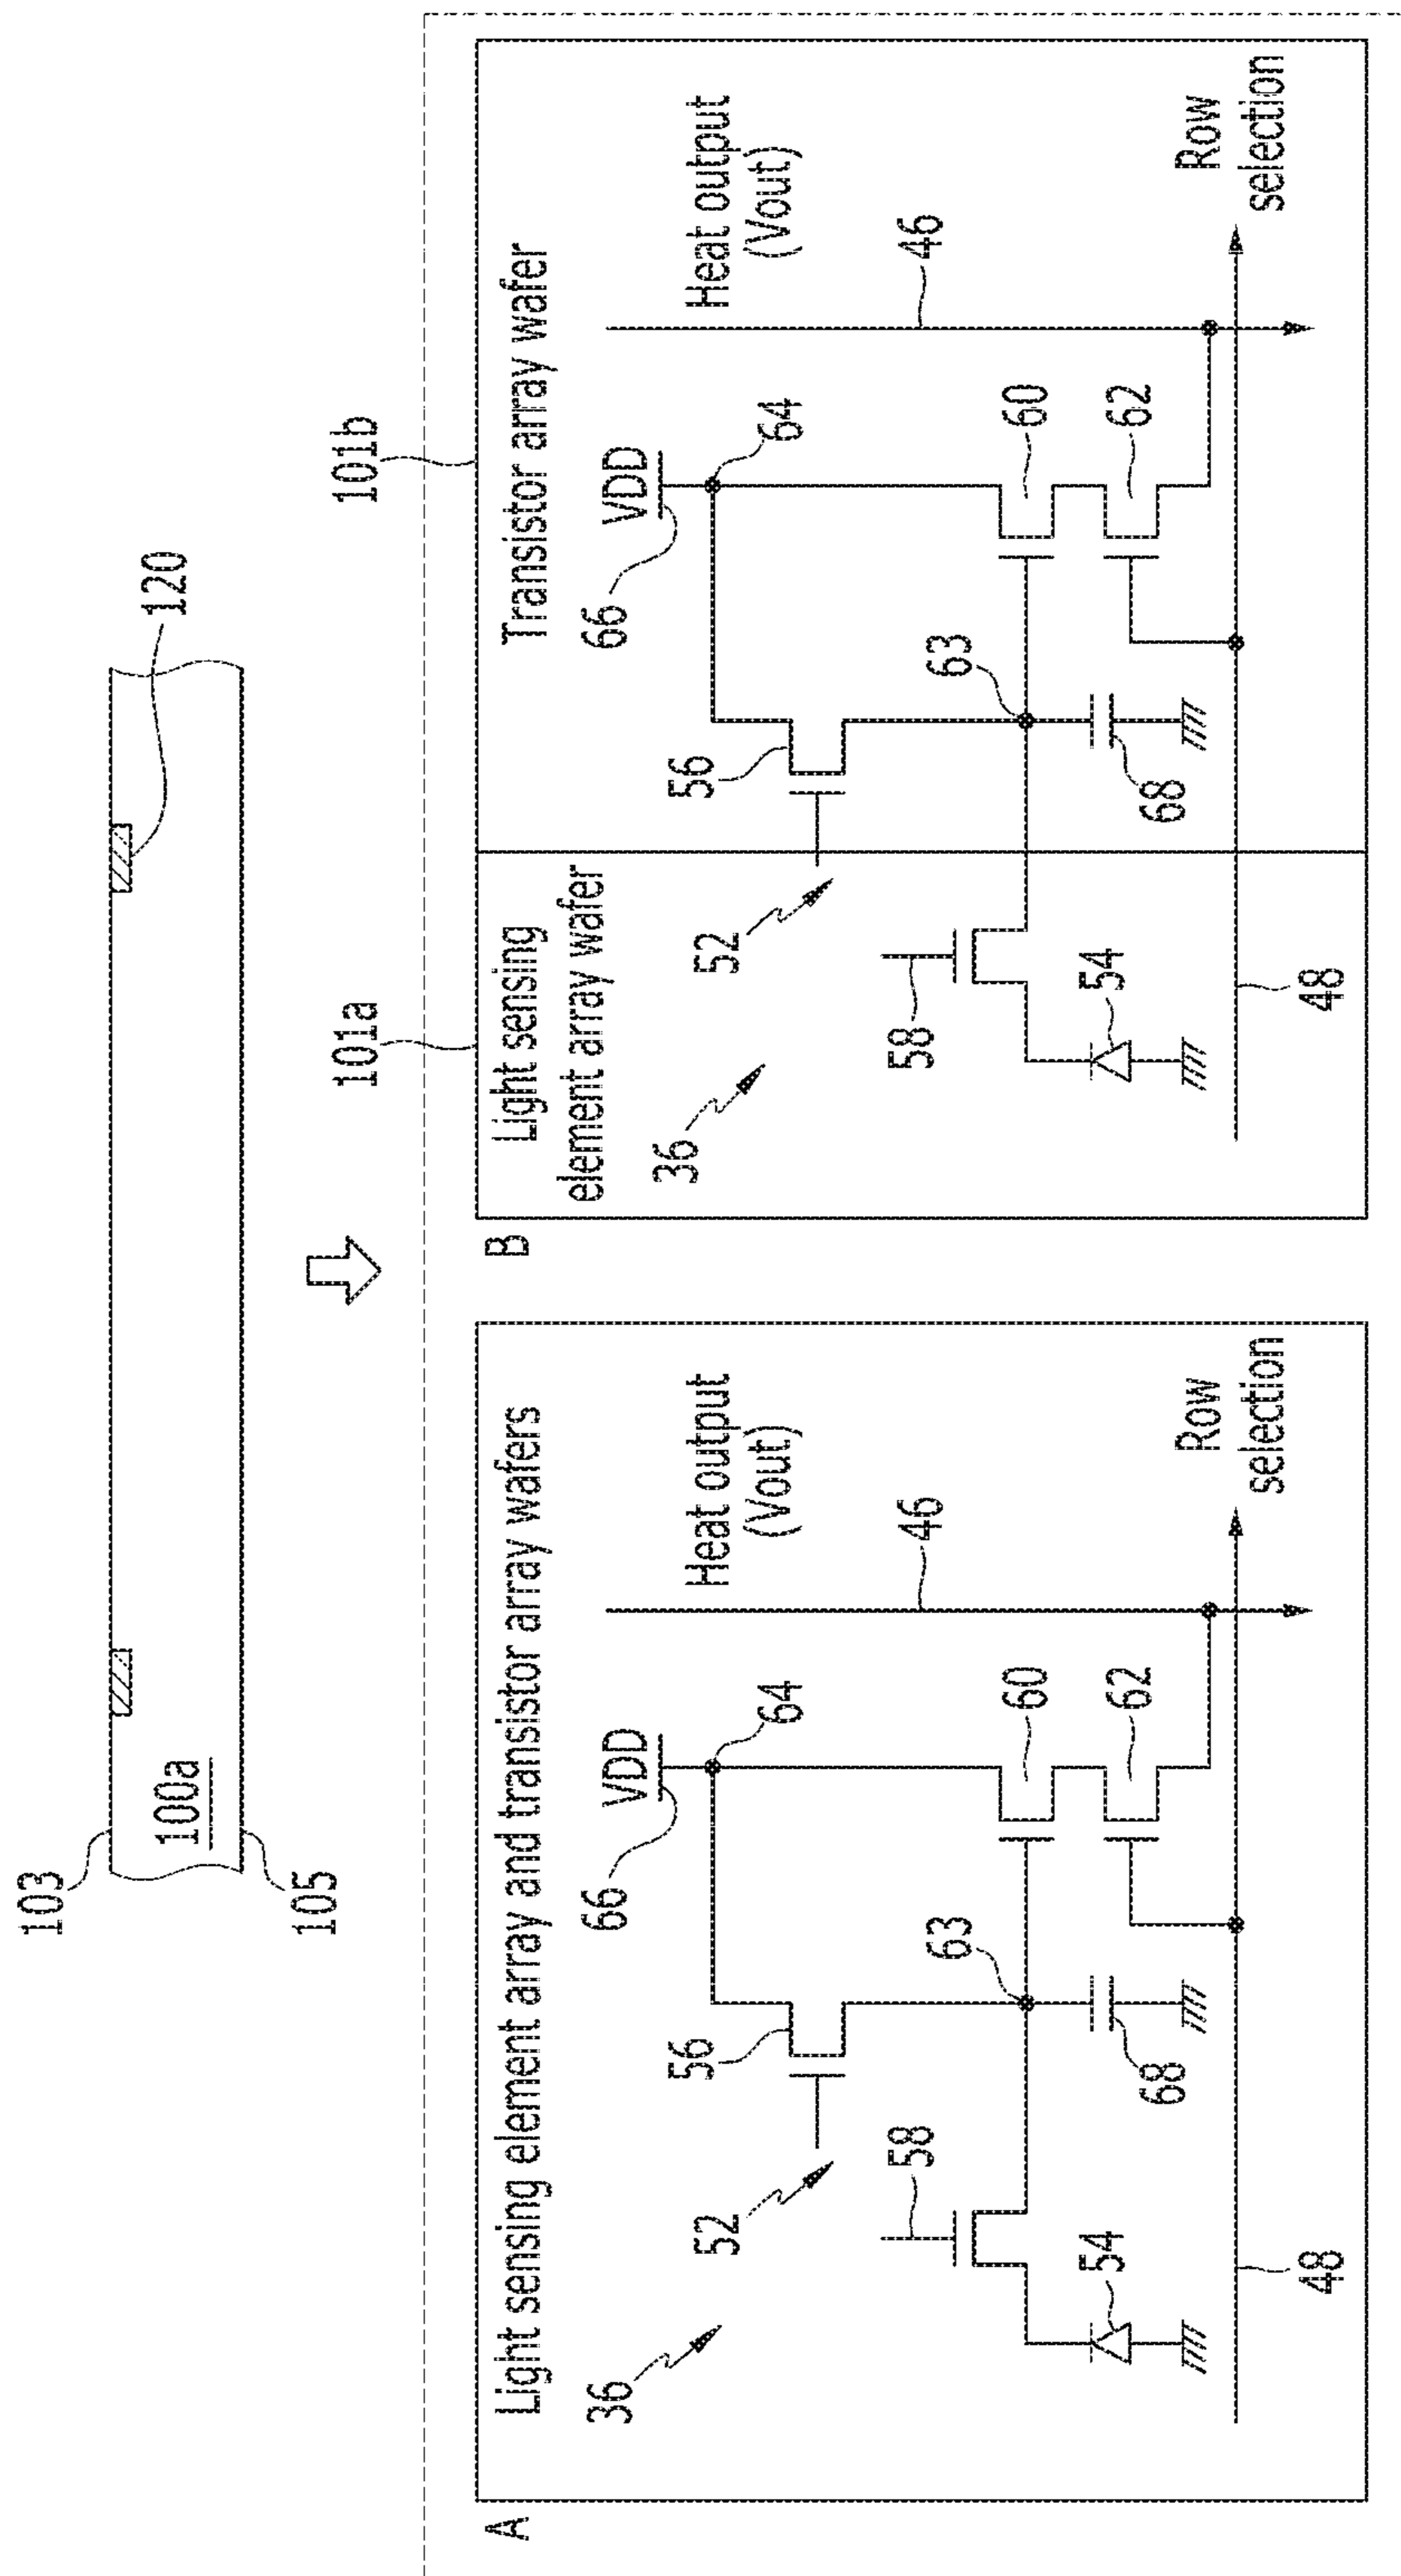 103
100a
105
120
A
Light sensing element array and transistor array wafers
36
52
56
66
VDD
64
Heat output
(Vout)
58
63
60
46
54
68
62
48
Row
selection
B
101a
101b
Light sensing
element array wafer
Transistor array wafer
36
52
56
66
VDD
64
Heat output
(Vout)
58
63
60
46
54
68
62
48
Row
selection